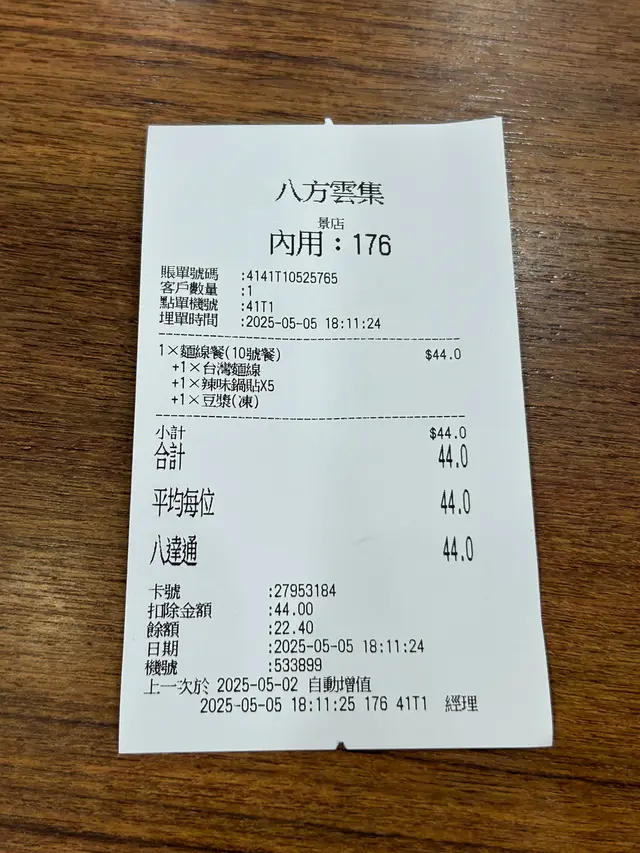 八方雲集
景店
內用：176
賬單號碼 :4141T10525765
客戶數量 :1
點單機號 :41T1
埋單時間 :2025-05-05 18:11:24
1×麵線餐(10號餐) $44.0
+1×台灣麵線
+1×辣味鍋貼X5
+1×豆漿(凍)
小計 $44.0
合計 44.0
平均每位 44.0
八達通 44.0
卡號 :27953184
扣除金額 :44.00
餘額 :22.40
日期 :2025-05-05 18:11:24
機號 :533899
上一次於 2025-05-02 自動增值
2025-05-05 18:11:25 176 41T1 經理